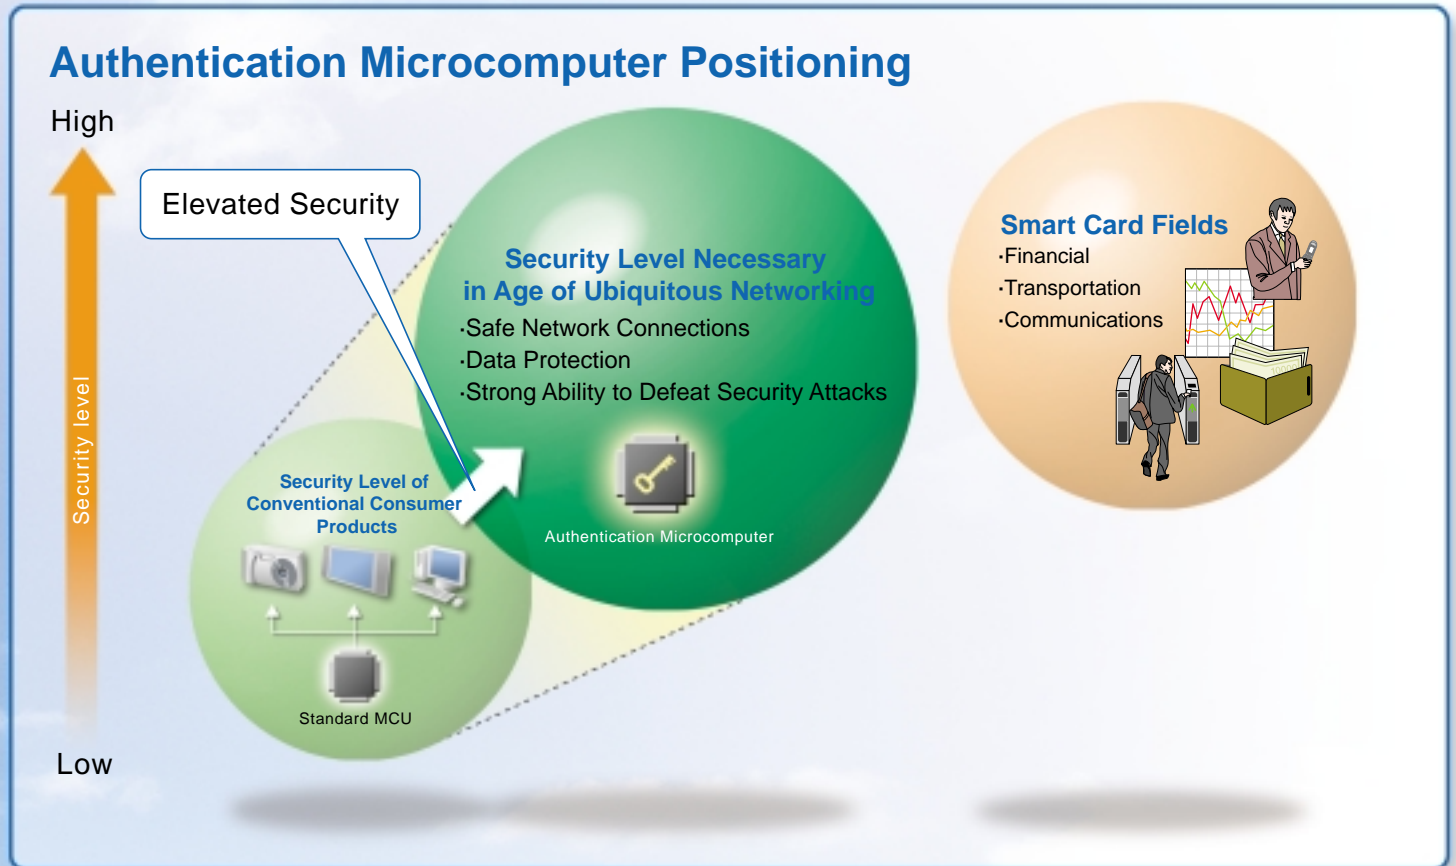 Authentication Microcomputer Positioning
High
Elevated Security
Security level
Low
Security Level Necessary
in Age of Ubiquitous Networking
·Safe Network Connections
·Data Protection
·Strong Ability to Defeat Security Attacks
Authentication Microcomputer
Security Level of
Conventional Consumer
Products
Standard MCU
Smart Card Fields
·Financial
·Transportation
·Communications